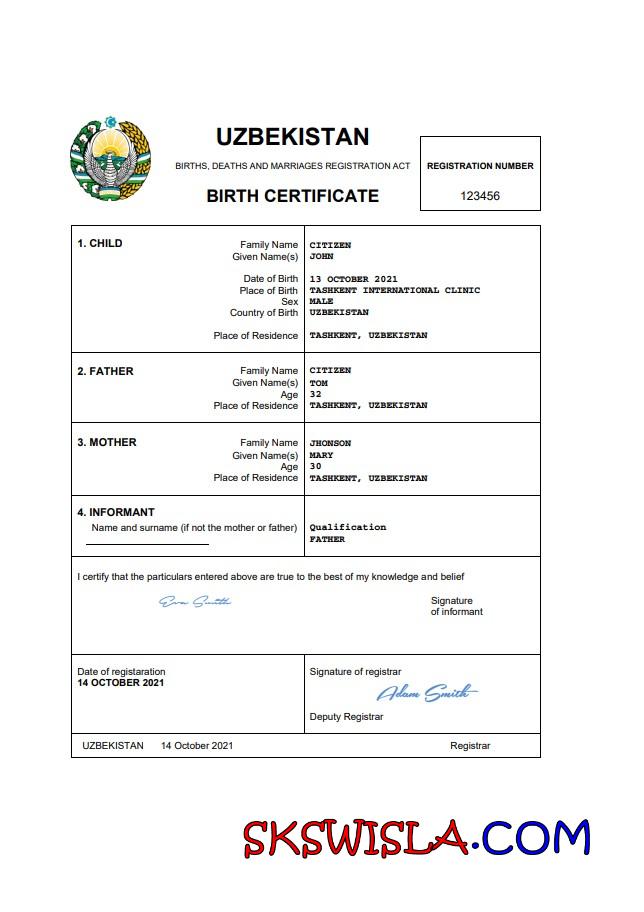 UZBEKISTAN
BIRTHS, DEATHS AND MARRIAGES REGISTRATION ACT
BIRTH CERTIFICATE
REGISTRATION NUMBER
123456
1. CHILD
Family Name CITIZEN
Given Name(s) JOHN
Date of Birth 13 OCTOBER 2021
Place of Birth TASHKENT INTERNATIONAL CLINIC
Sex MALE
Country of Birth UZBEKISTAN
Place of Residence TASHKENT, UZBEKISTAN
2. FATHER
Family Name CITIZEN
Given Name(s) TOM
Age 32
Place of Residence TASHKENT, UZBEKISTAN
3. MOTHER
Family Name JHONSON
Given Name(s) MARY
Age 30
Place of Residence TASHKENT, UZBEKISTAN
4. INFORMANT
Name and surname (if not the mother or father) Qualification
FATHER
I certify that the particulars entered above are true to the best of my knowledge and belief
Eva Smith
Signature
of informant
Date of registaration
14 OCTOBER 2021
Signature of registrar
Adam Smith
Deputy Registrar
UZBEKISTAN 14 October 2021 Registrar
SKSWISLA.COM